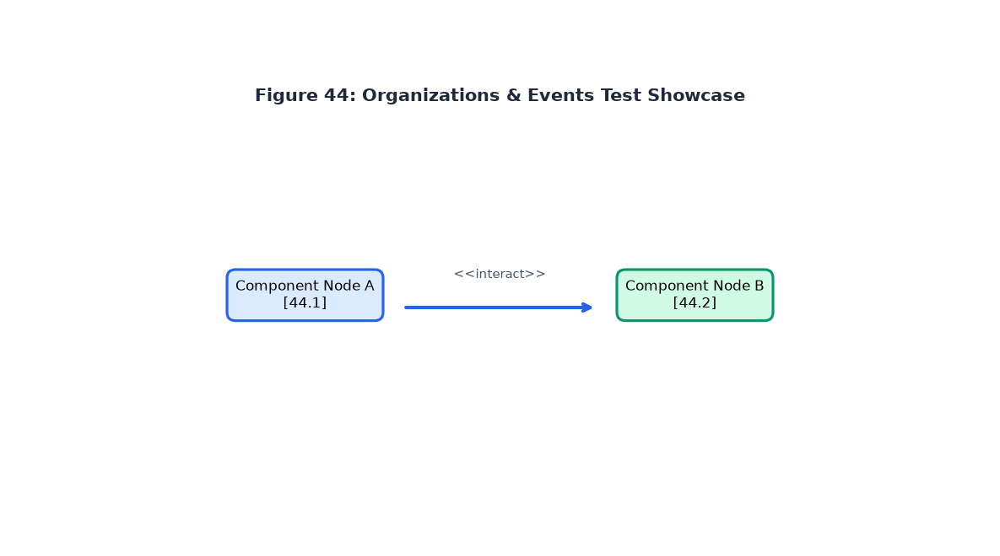 Figure 44: Organizations & Events Test Showcase
<<interact>>
Component Node A
[44.1]
Component Node B
[44.2]